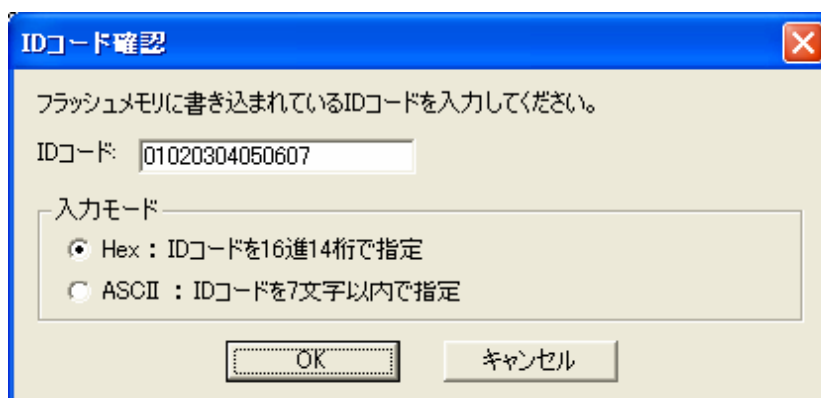 IDコード確認
フラッシュメモリに書き込まれているIDコードを入力してください。
IDコード: 01020304050607
入力モード
Hex : IDコードを16進14桁で指定
ASCII : IDコードを7文字以内で指定
OK キャンセル